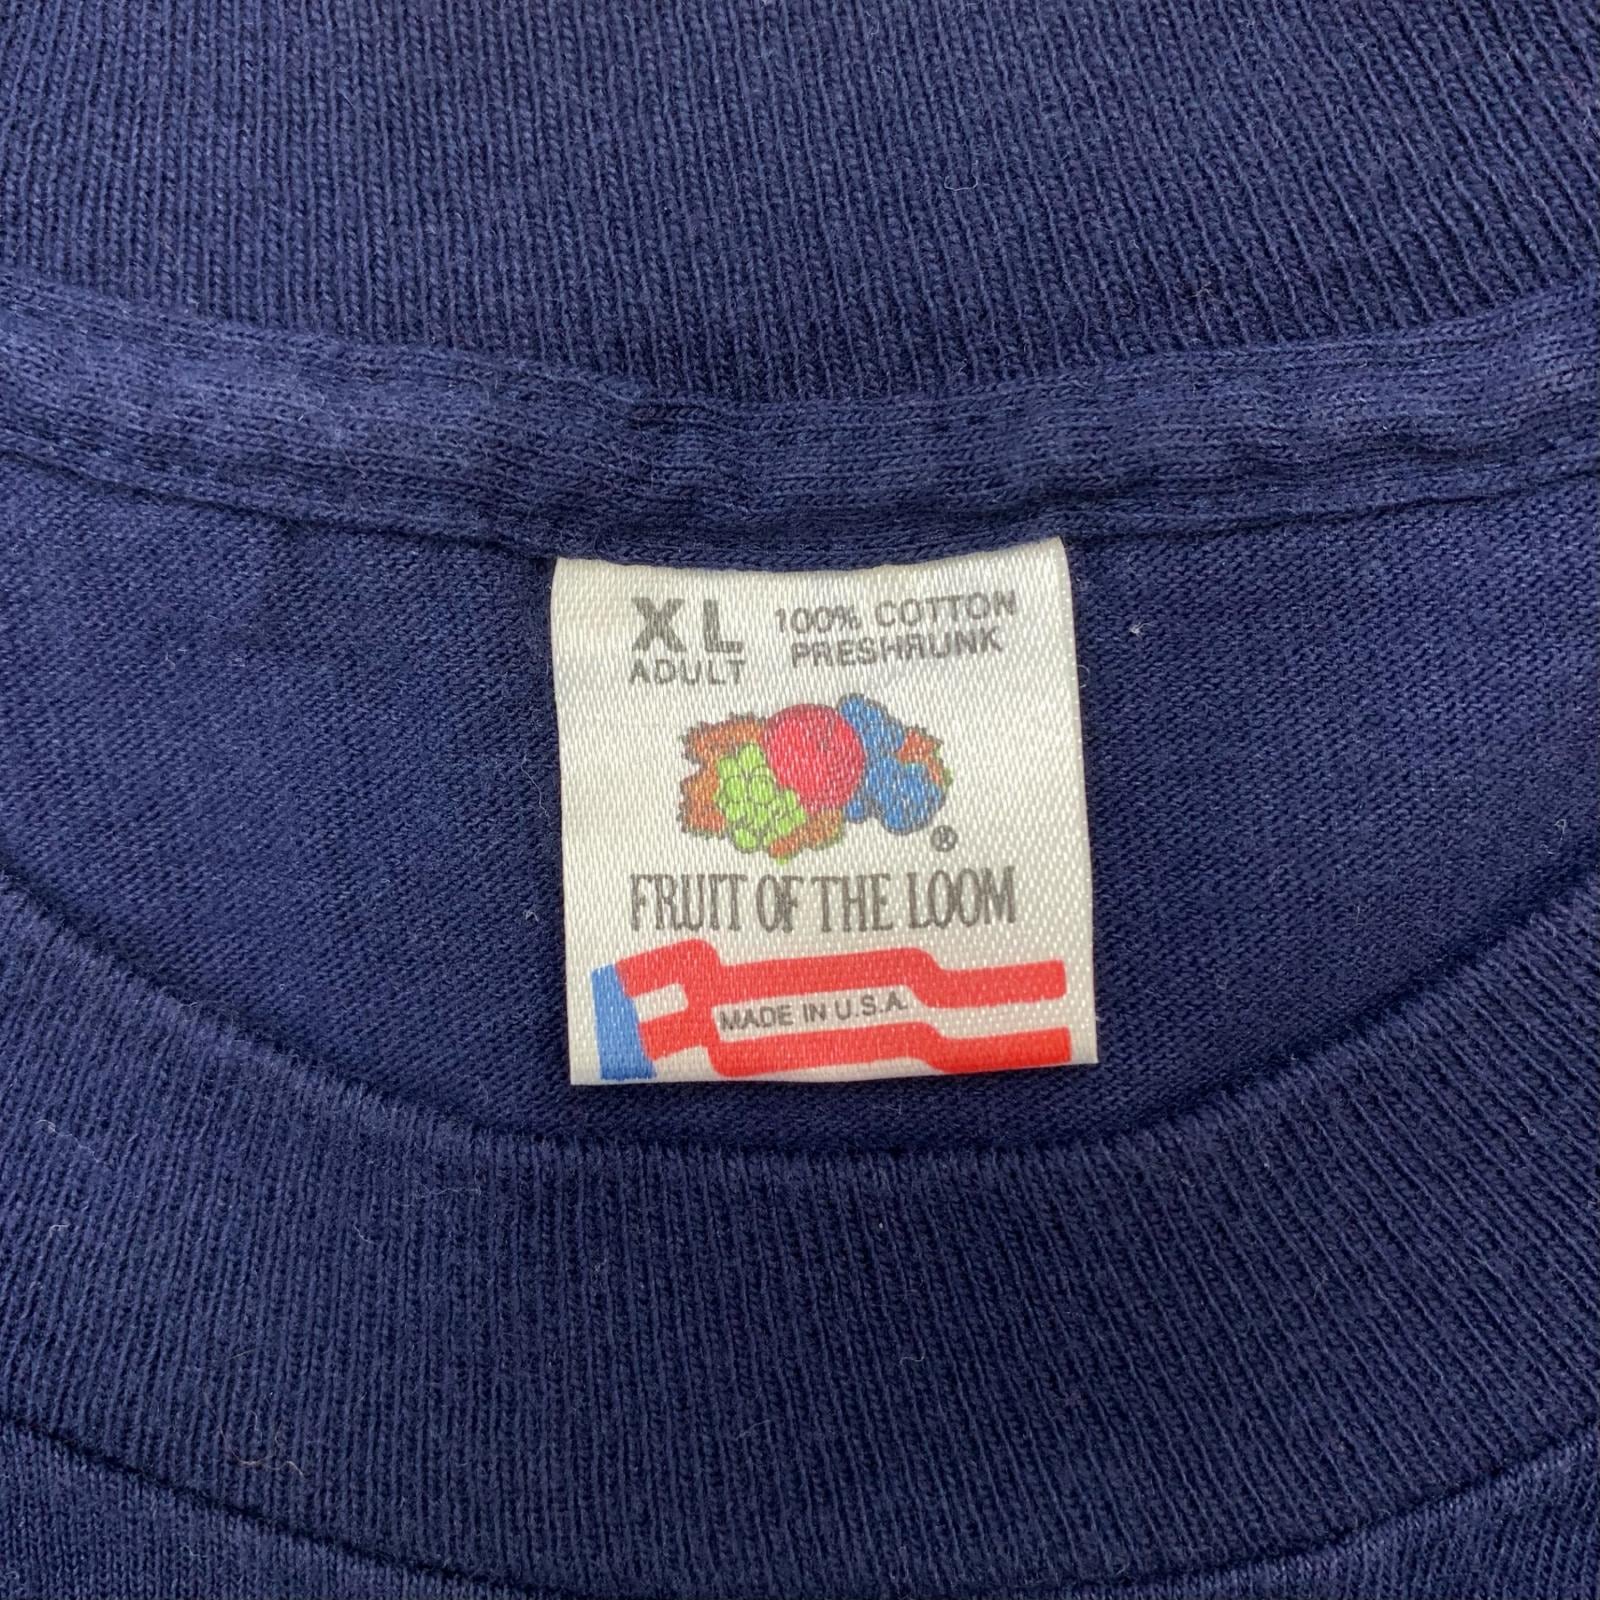 XL
ADULT
100% COTTON
PRESHRUNK
®
FRUIT OF THE LOOM
MADE IN U.S.A.